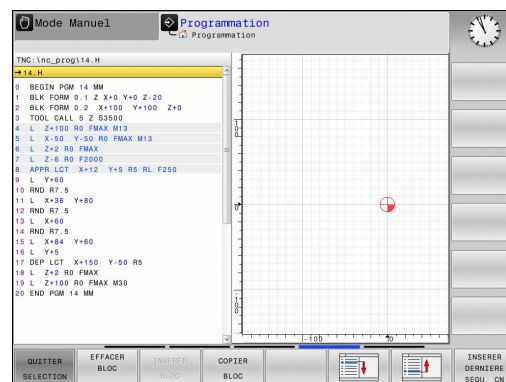 Mode Manuel
Programmation
Programmation
TNC:\nc_prog\14.H
→14.H
0 BEGIN PGM 14 MM
1 BLK FORM 0.1 Z X+0 Y+0 Z-20
2 BLK FORM 0.2 X+100 Y+100 Z+0
3 TOOL CALL 5 Z S3500
4 L Z+100 R0 FMAX M13
5 L X-50 Y-50 R0 FMAX M13
6 L Z+2 R0 FMAX
7 L Z-6 R0 F2000
8 APPR LCT X+12 Y+5 R5 RL F250
9 L Y+60
10 RND R7.5
11 L X+36 Y+80
12 RND R7.5
13 L X+60
14 RND R7.5
15 L X+84 Y+60
16 L Y+5
17 DEP LCT X+150 Y-50 R5
18 L Z+2 R0 FMAX
19 L Z+100 R0 FMAX M30
20 END PGM 14 MM
100
0
-100
-100
0
QUITTER SELECTION
EFFACER BLOC
INSERER BLOC
COPIER BLOC
INSERER DERNIERE SEQU. CN